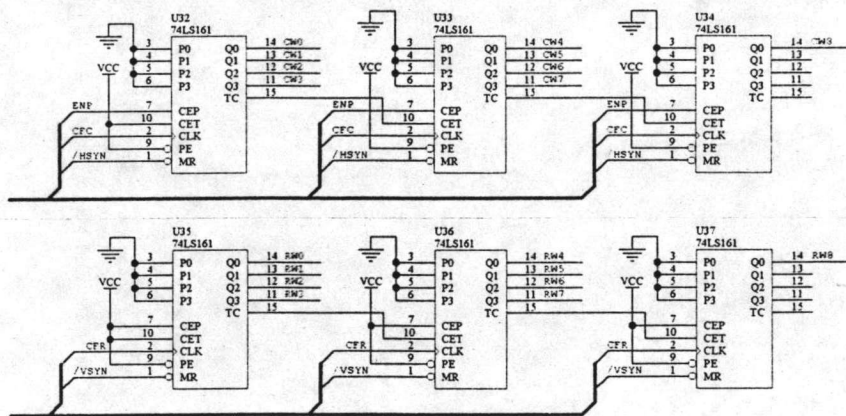 U32
74LS161
VCC
3 P0 Q0 14 CW0
4 P1 Q1 13 CW1
5 P2 Q2 12 CW2
6 P3 Q3 11 CW3
TC 15
ENP 7 CEP
10 CET
CFC 2 CLK
9 PE
/HSYN 1 MR
U33
74LS161
VCC
3 P0 Q0 14 CW4
4 P1 Q1 13 CW5
5 P2 Q2 12 CW6
6 P3 Q3 11 CW7
TC 15
ENP 7 CEP
10 CET
CFC 2 CLK
9 PE
/HSYN 1 MR
U34
74LS161
VCC
3 P0 Q0 14 CW8
4 P1 Q1 13
5 P2 Q2 12
6 P3 Q3 11
TC 15
ENP 7 CEP
10 CET
CFC 2 CLK
9 PE
/HSYN 1 MR
U35
74LS161
VCC
3 P0 Q0 14 RW0
4 P1 Q1 13 RW1
5 P2 Q2 12 RW2
6 P3 Q3 11 RW3
TC 15
7 CEP
10 CET
CFR 2 CLK
9 PE
/VSYN 1 MR
U36
74LS161
VCC
3 P0 Q0 14 RW4
4 P1 Q1 13 RW5
5 P2 Q2 12 RW6
6 P3 Q3 11 RW7
TC 15
7 CEP
10 CET
CFR 2 CLK
9 PE
/VSYN 1 MR
U37
74LS161
VCC
3 P0 Q0 14 RW8
4 P1 Q1 13
5 P2 Q2 12
6 P3 Q3 11
TC 15
7 CEP
10 CET
CFR 2 CLK
9 PE
/VSYN 1 MR